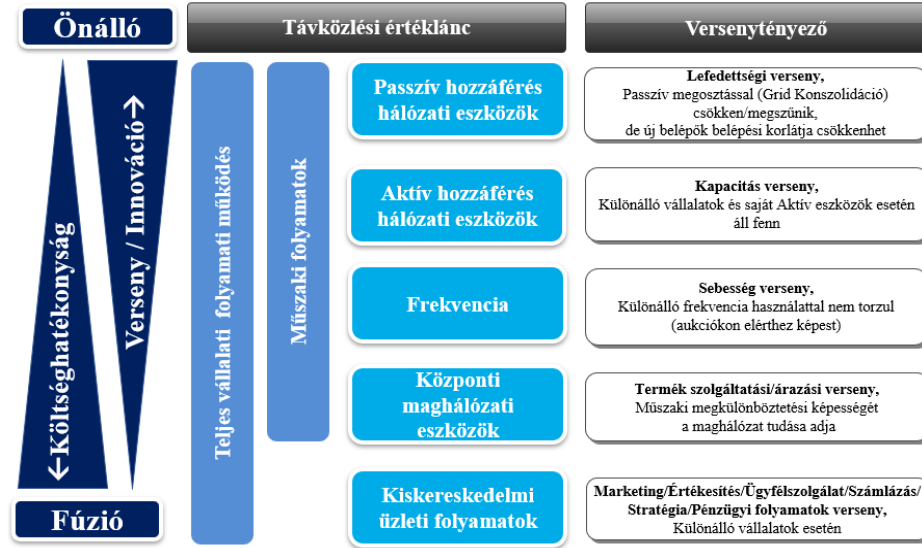 Önálló
Távközlési értéklánc
Versenytényező
←Költséghatékonyság
Verseny / Innováció→
Teljes vállalati folyamati működés
Műszaki folyamatok
Passzív hozzáférés
hálózati eszközök
Lefedettségi verseny,
Passzív megosztással (Grid Konszolidáció)
csökken/megszűnik,
de új belépők belépési korlátja csökkenhet
Aktív hozzáférés
hálózati eszközök
Kapacitás verseny,
Különálló vállalatok és saját Aktív eszközök esetén
áll fenn
Frekvencia
Sebesség verseny,
Különálló frekvencia használattal nem torzul
(aukciókon elérthez képest)
Központi
maghálózati
eszközök
Termék szolgáltatási/árazási verseny,
Műszaki megkülönböztetési képességét
a maghálózat tudása adja
Kiskereskedelmi
üzleti folyamatok
Marketing/Értékesítés/Ügyfélszolgálat/Számlázás/
Stratégia/Pénzügyi folyamatok verseny,
Különálló vállalatok esetén
Fúzió